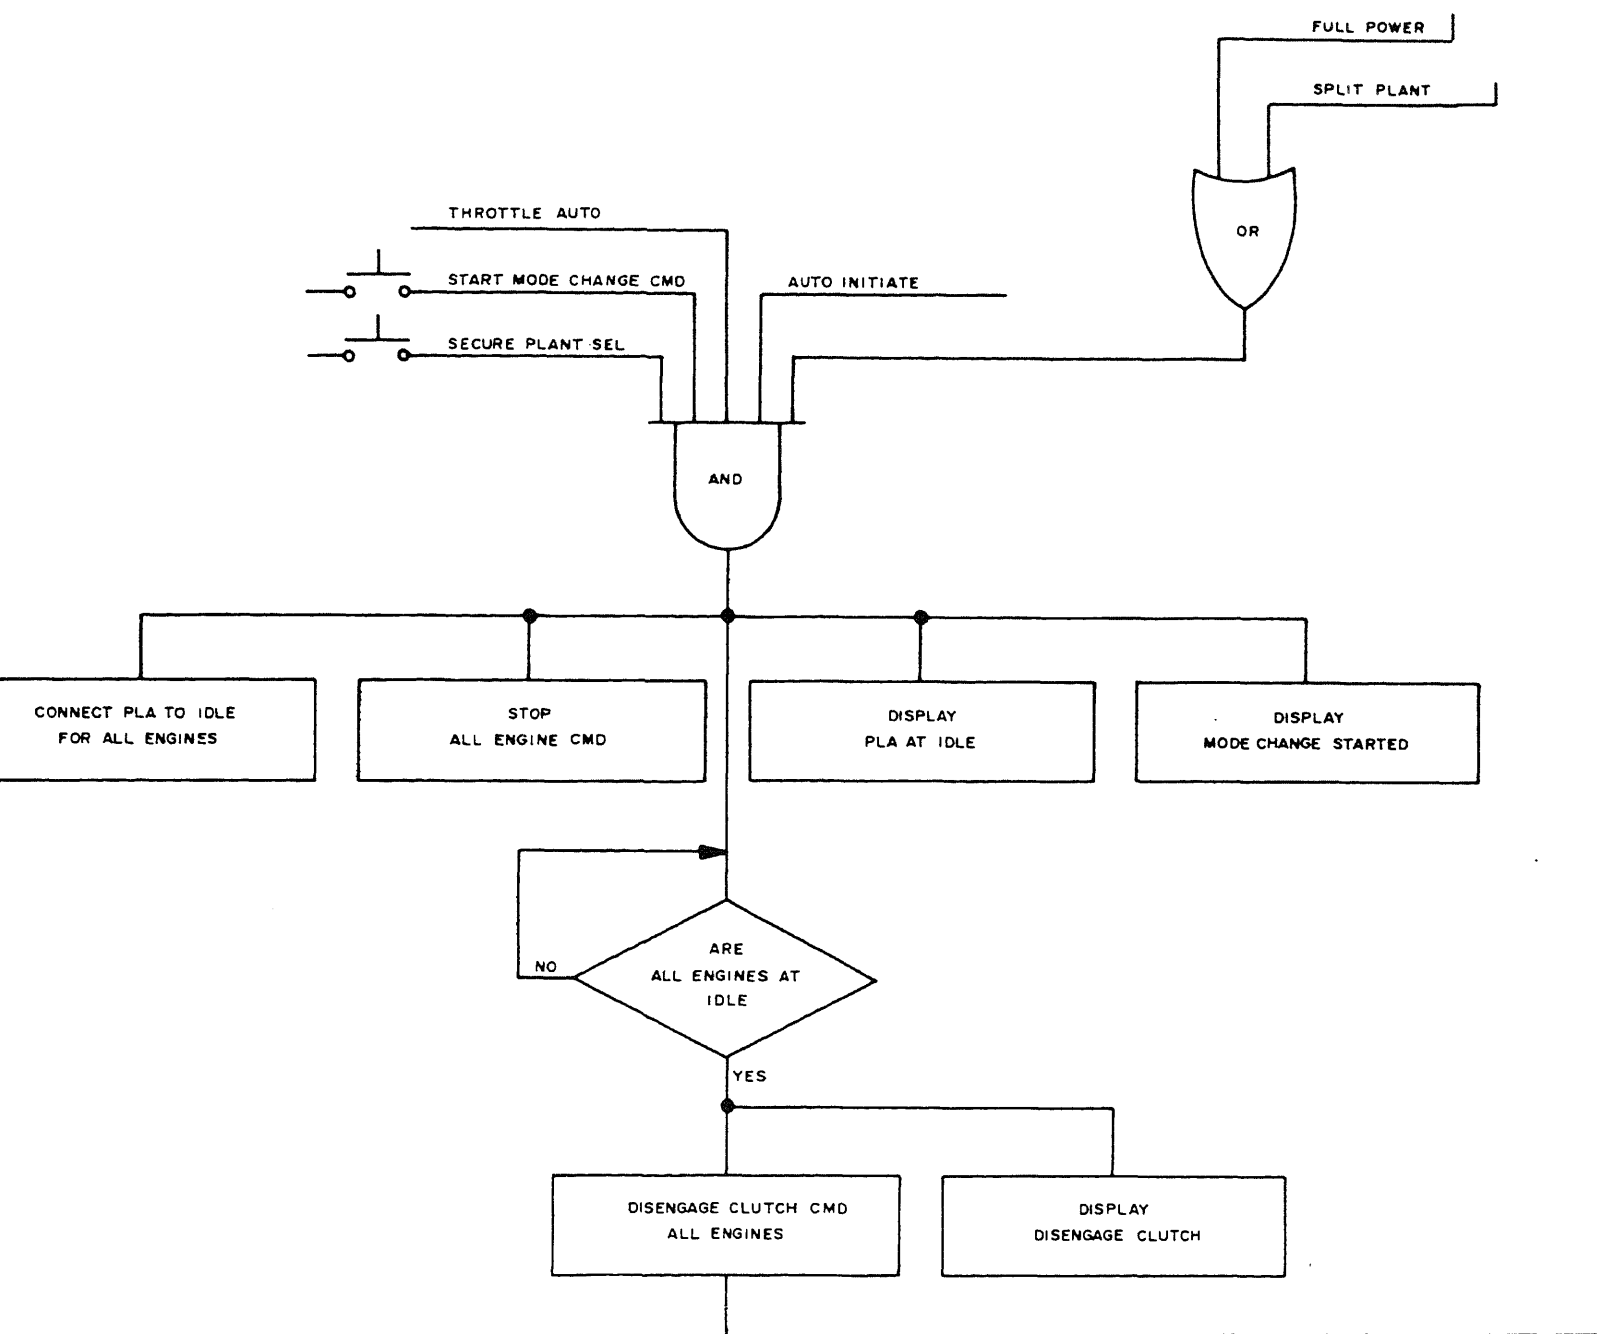 FULL POWER
SPLIT PLANT
OR
THROTTLE AUTO
START MODE CHANGE CMD
AUTO INITIATE
SECURE PLANT SEL
AND
CONNECT PLA TO IDLE
FOR ALL ENGINES
STOP
ALL ENGINE CMD
DISPLAY
PLA AT IDLE
DISPLAY
MODE CHANGE STARTED
ARE
ALL ENGINES AT
IDLE
NO
YES
DISENGAGE CLUTCH CMD
ALL ENGINES
DISPLAY
DISENGAGE CLUTCH